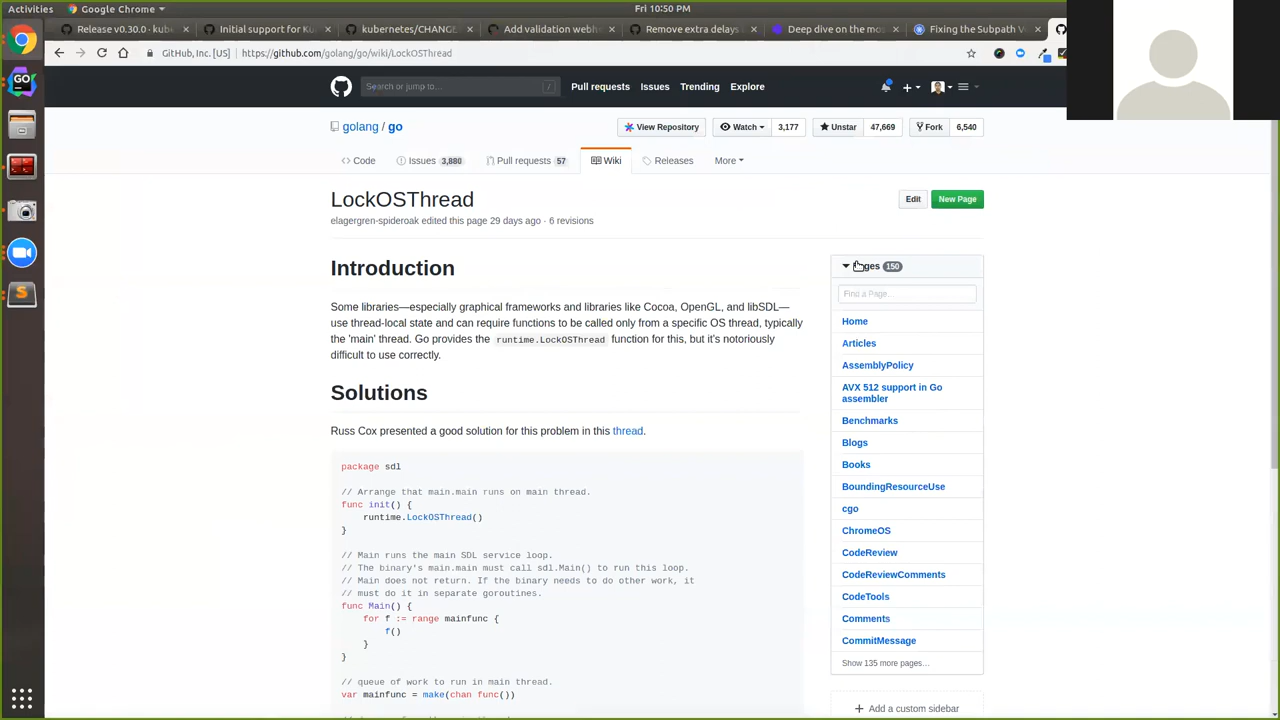 Activities
Google Chrome
Fri 10:50 PM
Release v0.30.0 · kube
Initial support for Ku
kubernetes/CHANGE
Add validation webhe
Remove extra delays
Deep dive on the mos
Fixing the Subpath V
GitHub, Inc. [US]
https://github.com/golang/go/wiki/LockOSThread
Search or jump to...
/
Pull requests
Issues
Trending
Explore
golang / go
View Repository
Watch
3,177
Unstar
47,669
Fork
6,540
Code
Issues 3,880
Pull requests 57
Wiki
Releases
More
LockOSThread
Edit
New Page
elagergren-spideroak edited this page 29 days ago · 6 revisions
Introduction
Some libraries—especially graphical frameworks and libraries like Cocoa, OpenGL, and libSDL—
use thread-local state and can require functions to be called only from a specific OS thread, typically
the 'main' thread. Go provides the runtime.LockOSThread function for this, but it's notoriously
difficult to use correctly.
Solutions
Russ Cox presented a good solution for this problem in this thread.
package sdl
// Arrange that main.main runs on main thread.
func init() {
runtime.LockOSThread()
}
// Main runs the main SDL service loop.
// The binary's main.main must call sdl.Main() to run this loop.
// Main does not return. If the binary needs to do other work, it
// must do it in separate goroutines.
func Main() {
for f := range mainfunc {
f()
}
}
// queue of work to run in main thread.
var mainfunc = make(chan func())
150
Find a Page…
Home
Articles
AssemblyPolicy
AVX 512 support in Go
assembler
Benchmarks
Blogs
Books
BoundingResourceUse
cgo
ChromeOS
CodeReview
CodeReviewComments
CodeTools
Comments
CommitMessage
Show 135 more pages…
Add a custom sidebar
GO
S